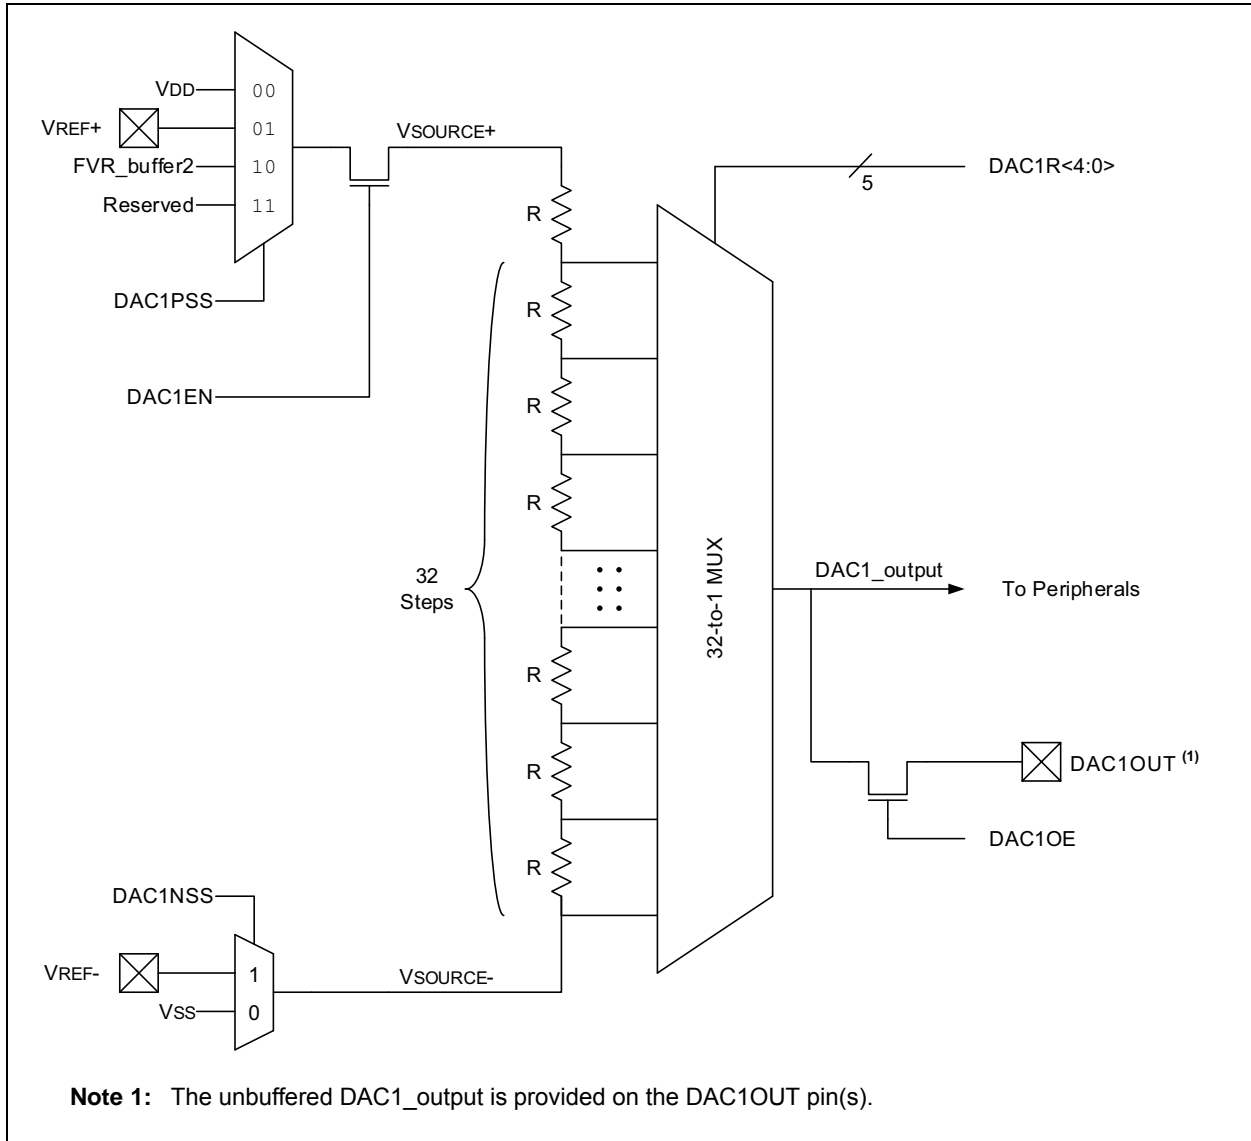 VDD
VREF+
FVR_buffer2
Reserved
00
01
10
11
DAC1PSS
DAC1EN
VSOURCE+
R
R
R
R
32
Steps
R
R
R
32-to-1 MUX
5
DAC1R<4:0>
DAC1_output
To Peripherals
DAC1OUT (1)
DAC1OE
DAC1NSS
VREF-
VSS
1
0
VSOURCE-
Note 1: The unbuffered DAC1_output is provided on the DAC1OUT pin(s).